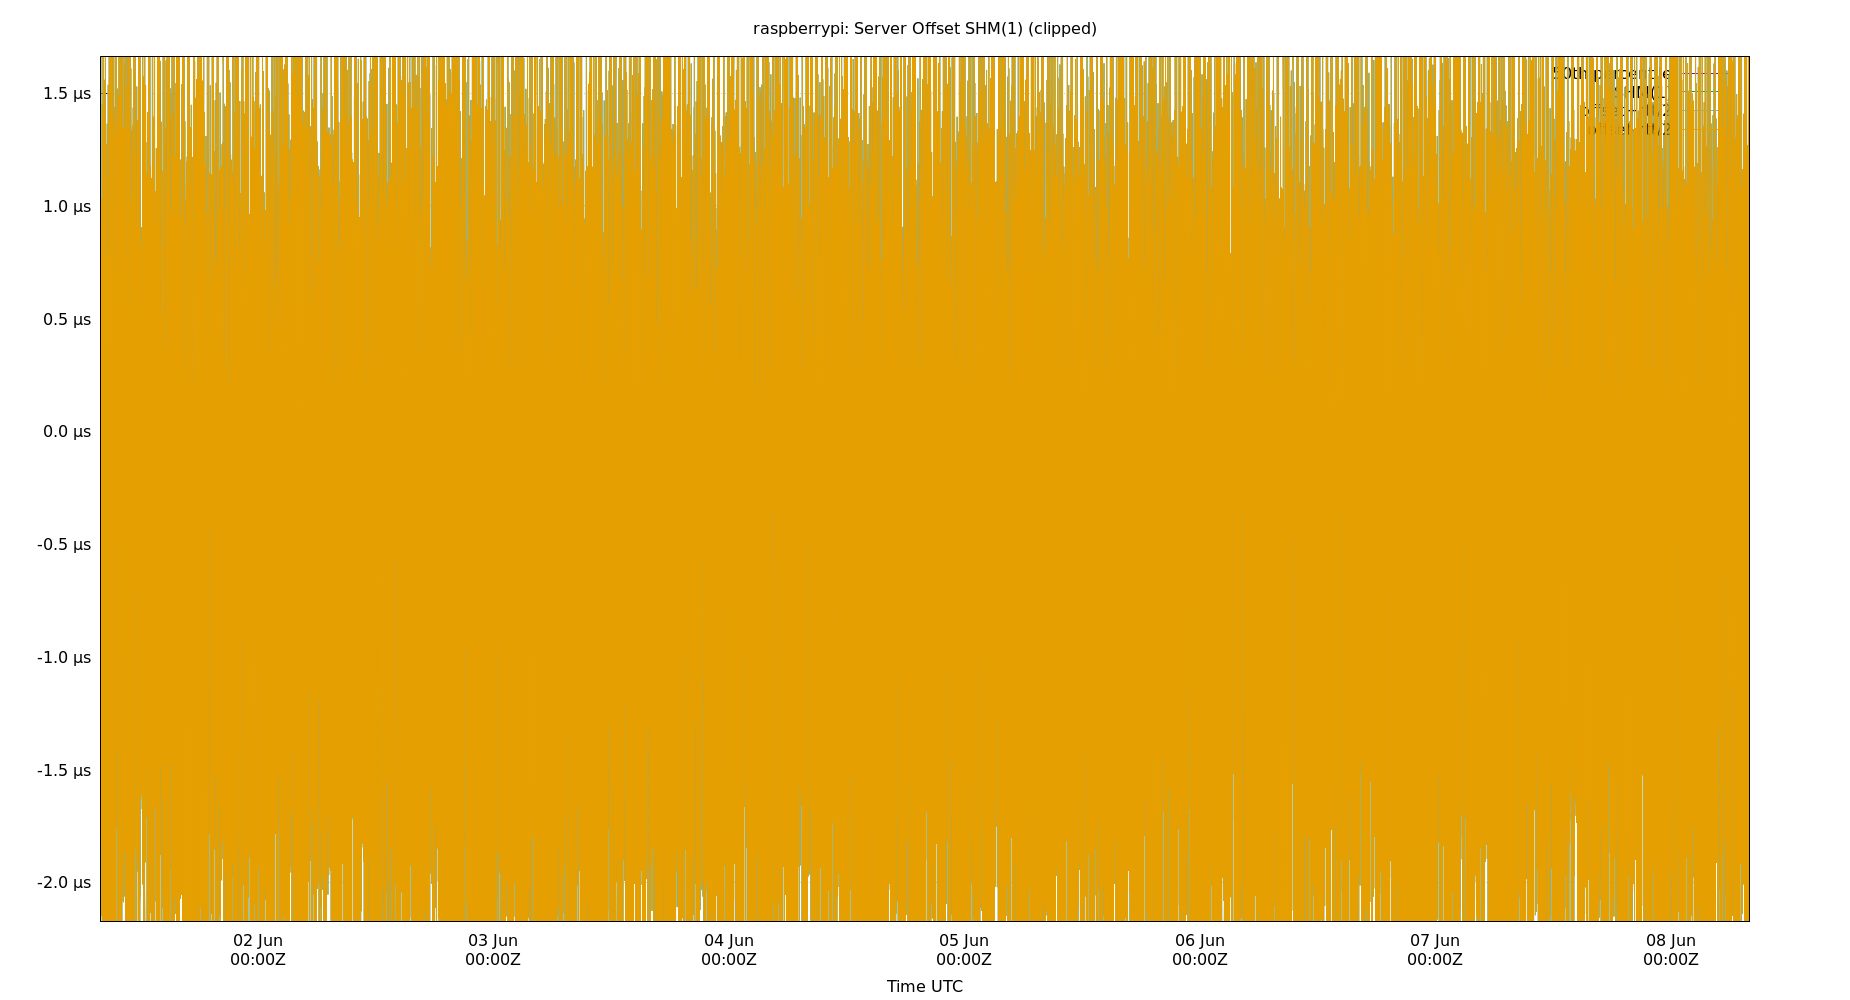 raspberrypi: Server Offset SHM(1) (clipped)
1.5 µs
1.0 µs
0.5 µs
0.0 µs
-0.5 µs
-1.0 µs
-1.5 µs
-2.0 µs
02 Jun 03 Jun 04 Jun 05 Jun 06 Jun 07 Jun 08 Jun
00:00Z 00:00Z 00:00Z 00:00Z 00:00Z 00:00Z 00:00Z
Time UTC